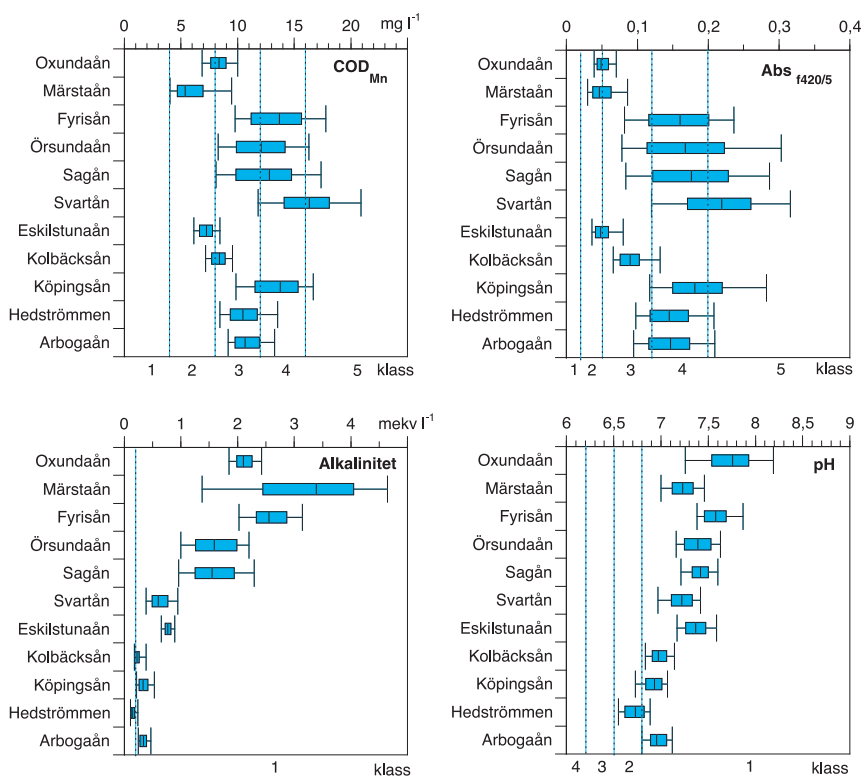 0 5 10 15 20 mg l-1
COD Mn
Oxundaån
Märstaån
Fyrisån
Örsundaån
Sagån
Svartån
Eskilstunaån
Kolbäcksån
Köpingsån
Hedströmmen
Arbogaån
1 2 3 4 5 klass
0 0,1 0,2 0,3 0,4
Abs f420/5
Oxundaån
Märstaån
Fyrisån
Örsundaån
Sagån
Svartån
Eskilstunaån
Kolbäcksån
Köpingsån
Hedströmmen
Arbogaån
1 2 3 4 5 klass
0 1 2 3 4 mekv l-1
Alkalinitet
Oxundaån
Märstaån
Fyrisån
Örsundaån
Sagån
Svartån
Eskilstunaån
Kolbäcksån
Köpingsån
Hedströmmen
Arbogaån
1 klass
6 6,5 7 7,5 8 8,5 9
pH
Oxundaån
Märstaån
Fyrisån
Örsundaån
Sagån
Svartån
Eskilstunaån
Kolbäcksån
Köpingsån
Hedströmmen
Arbogaån
4 3 2 1 klass